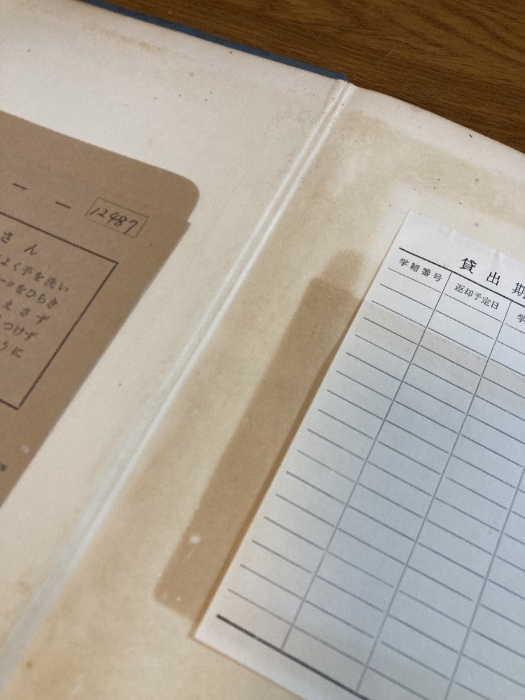 12487
さん
よく手を洗い
ージをひらき
えさず
つけず
うに
貸出期
学籍番号
返却予定日
学